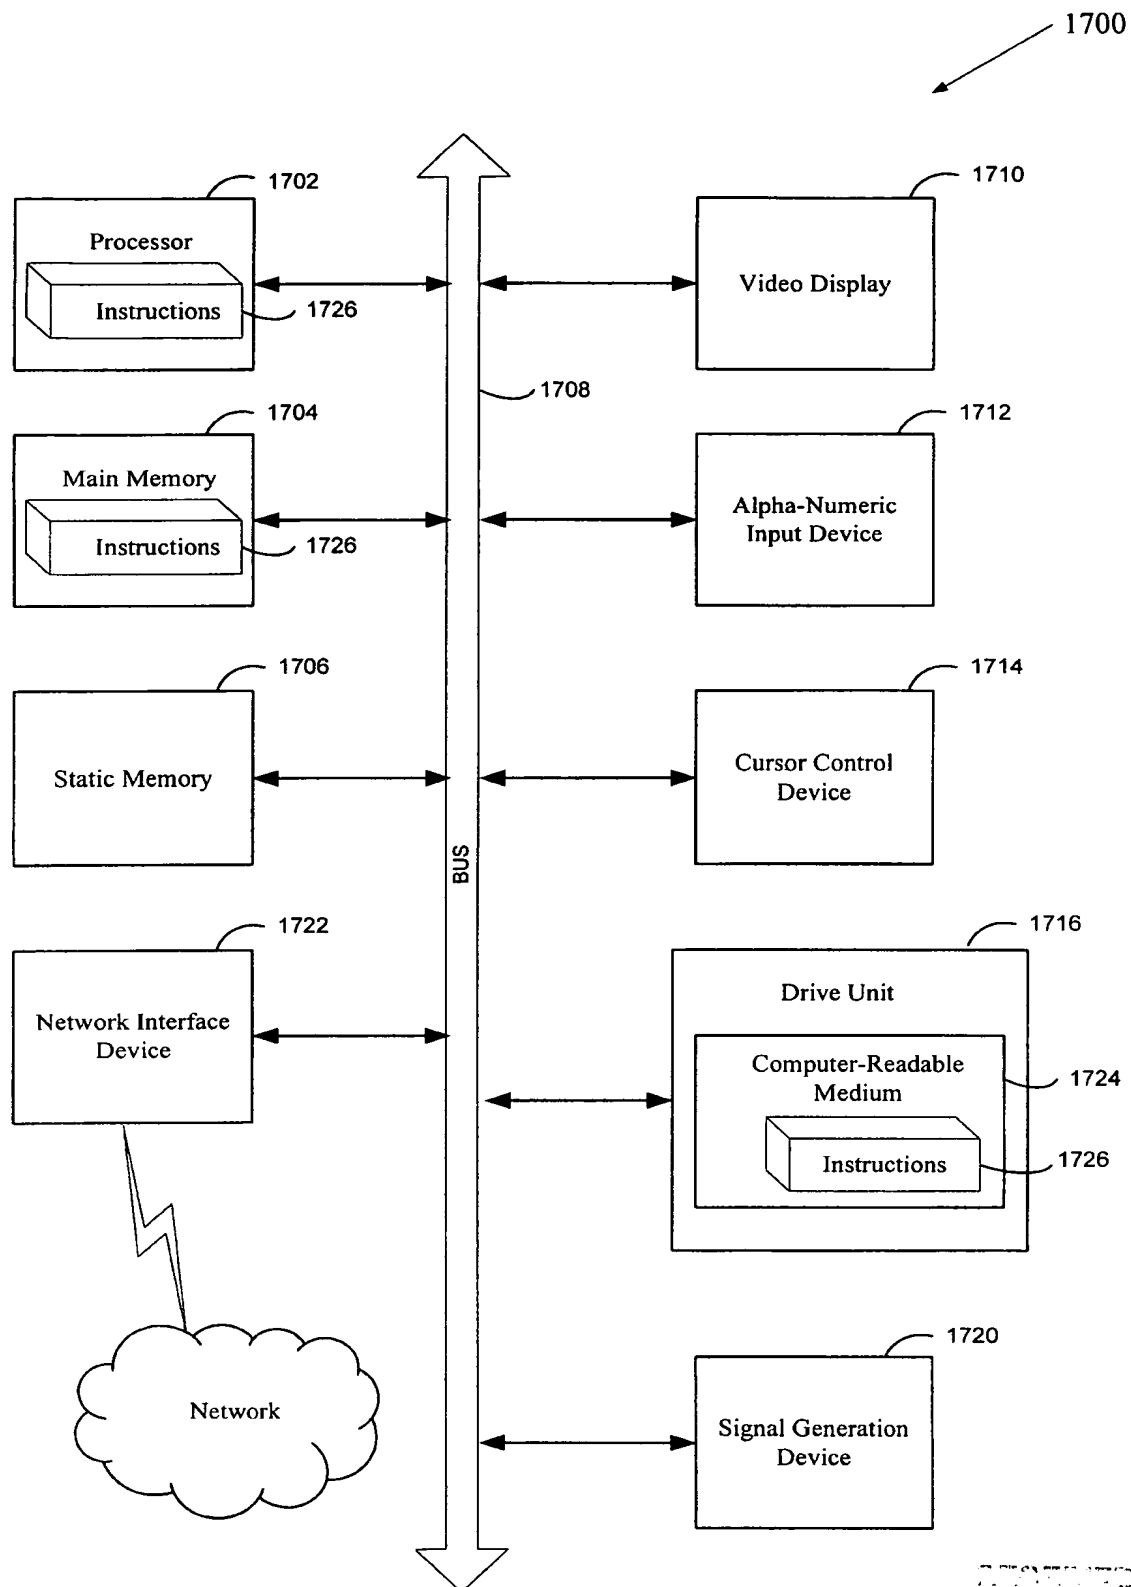 1700
1702
Processor
Instructions
1726
1704
Main Memory
Instructions
1726
1706
Static Memory
1722
Network Interface
Device
Network
1708
BUS
1710
Video Display
1712
Alpha-Numeric
Input Device
1714
Cursor Control
Device
1716
Drive Unit
Computer-Readable
Medium
1724
Instructions
1726
1720
Signal Generation
Device